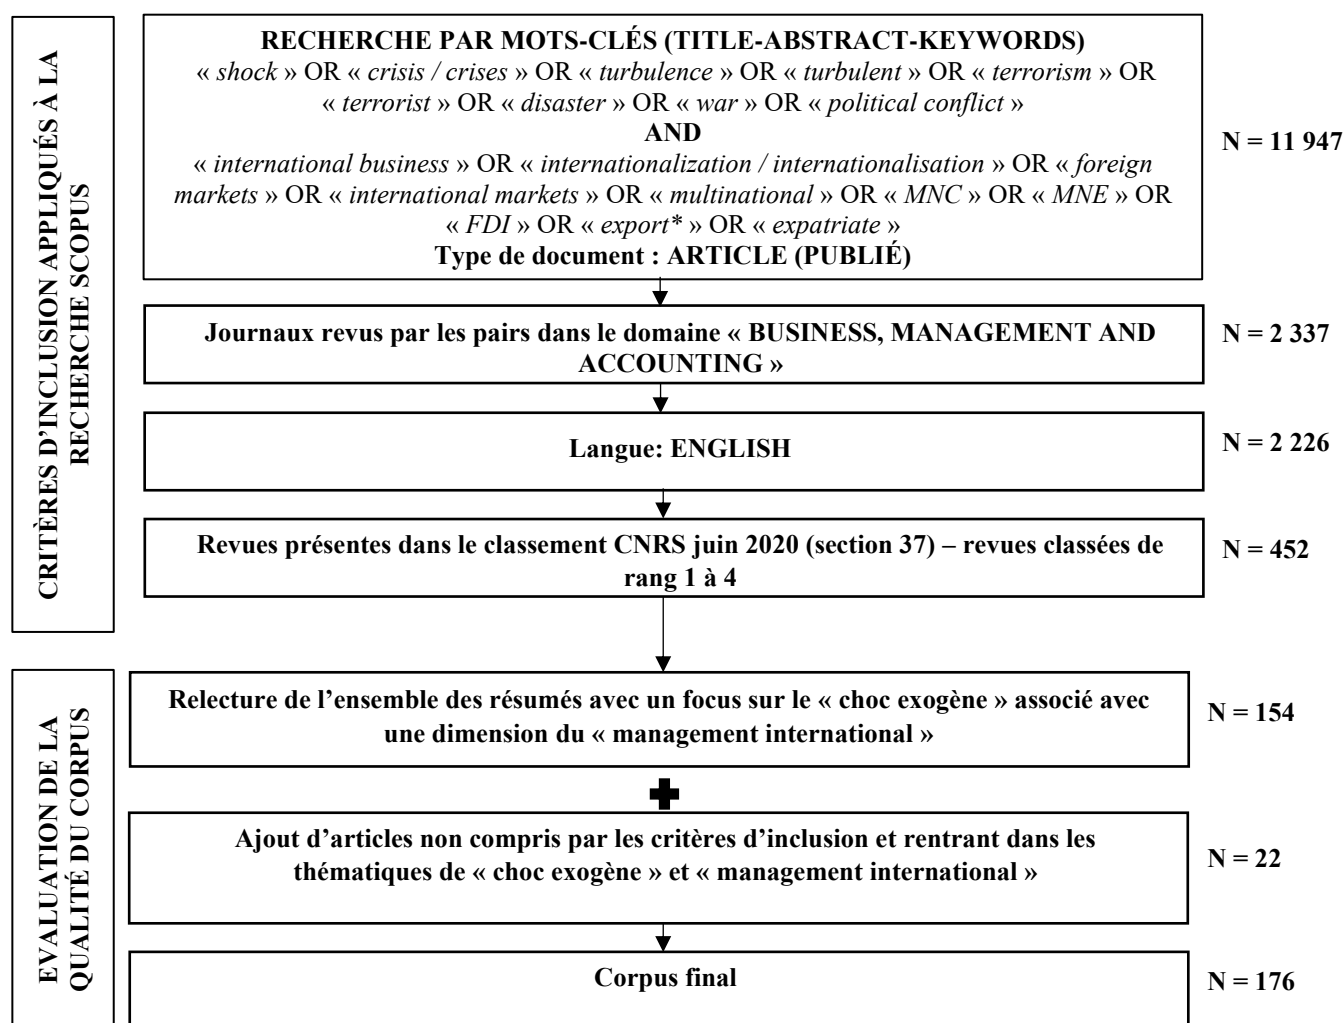 CRITÈRES D'INCLUSION APPLIQUÉS À LA
RECHERCHE SCOPUS
RECHERCHE PAR MOTS-CLÉS (TITLE-ABSTRACT-KEYWORDS)
« shock » OR « crisis / crises » OR « turbulence » OR « turbulent » OR « terrorism » OR
« terrorist » OR « disaster » OR « war » OR « political conflict »
AND
« international business » OR « internationalization / internationalisation » OR « foreign
markets » OR « international markets » OR « multinational » OR « MNC » OR « MNE » OR
« FDI » OR « export* » OR « expatriate »
Type de document : ARTICLE (PUBLIÉ)
N = 11 947
Journaux revus par les pairs dans le domaine « BUSINESS, MANAGEMENT AND
ACCOUNTING »
N = 2 337
Langue: ENGLISH
N = 2 226
Revues présentes dans le classement CNRS juin 2020 (section 37) – revues classées de
rang 1 à 4
N = 452
EVALUATION DE LA
QUALITÉ DU CORPUS
Relecture de l'ensemble des résumés avec un focus sur le « choc exogène » associé avec
une dimension du « management international »
N = 154
Ajout d'articles non compris par les critères d'inclusion et rentrant dans les
thématiques de « choc exogène » et « management international »
N = 22
Corpus final
N = 176